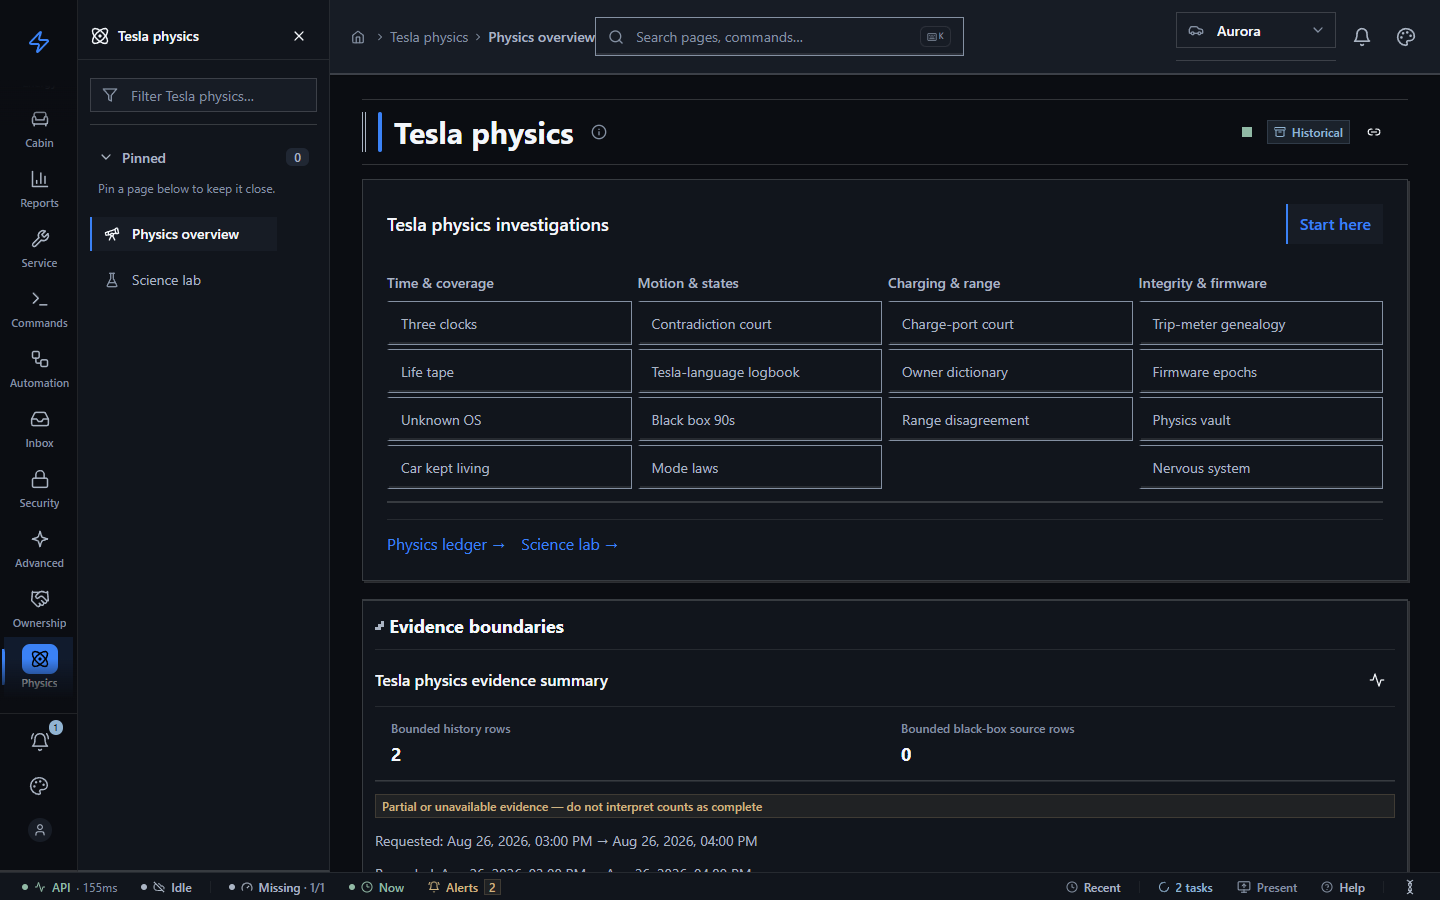 Tesla physics
Tesla physics
Physics overview
Search pages, commands...
K
Aurora
Filter Tesla physics...
Pinned
0
Pin a page below to keep it close.
Physics overview
Science lab
Cabin
Reports
Service
Commands
Automation
Inbox
Security
Advanced
Ownership
Physics
1
Tesla physics
Historical
Tesla physics investigations
Start here
Time & coverage
Three clocks
Life tape
Unknown OS
Car kept living
Motion & states
Contradiction court
Tesla-language logbook
Black box 90s
Mode laws
Charging & range
Charge-port court
Owner dictionary
Range disagreement
Integrity & firmware
Trip-meter genealogy
Firmware epochs
Physics vault
Nervous system
Physics ledger →
Science lab →
Evidence boundaries
Tesla physics evidence summary
Bounded history rows
2
Bounded black-box source rows
0
Partial or unavailable evidence — do not interpret counts as complete
Requested: Aug 26, 2026, 03:00 PM → Aug 26, 2026, 04:00 PM
API · 155ms
Idle
Missing · 1/1
Now
Alerts 2
Recent
2 tasks
Present
Help